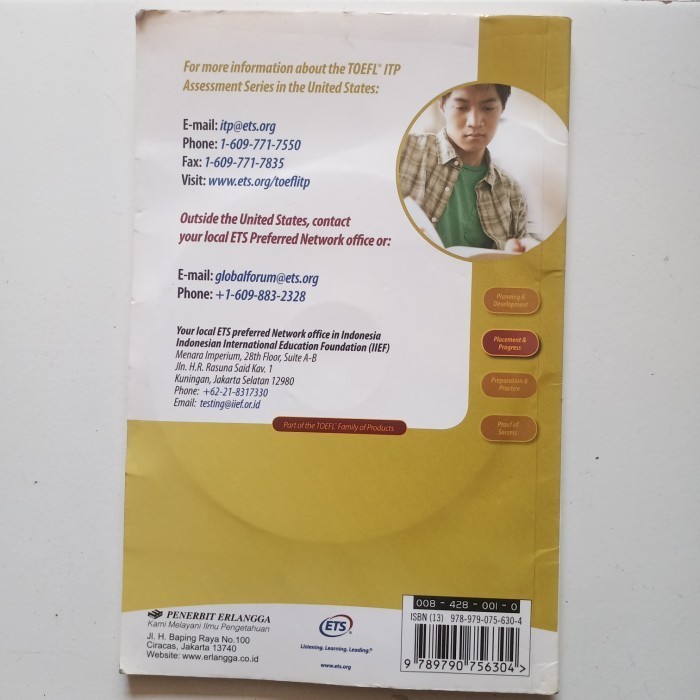 For more information about the TOEFL® ITP
Assessment Series in the United States:
E-mail: itp@ets.org
Phone: 1-609-771-7550
Fax: 1-609-771-7835
Visit: www.ets.org/toeflitp
Outside the United States, contact
your local ETS Preferred Network office or:
E-mail: globalforum@ets.org
Phone: +1-609-883-2328
Your local ETS preferred Network office in Indonesia
Indonesian International Education Foundation (IIEF)
Menara Imperium, 28th Floor, Suite A-B
Jln. H.R. Rasuna Said Kav. 1
Kuningan, Jakarta Selatan 12980
Phone: +62-21-8317330
Email: testing@iief.or.id
Planning &
Development
Placement &
Progress
Preparation &
Practice
Proof of
Success
Part of the TOEFL® Family of Products
PENERBIT ERLANGGA
Kami Melayani Ilmu Pengetahuan
Jl. H. Baping Raya No.100
Ciracas, Jakarta 13740
Website: www.erlangga.co.id
ETS
Listening. Learning. Leading.®
www.ets.org
008 - 428 - 001 - 0
ISBN (13) 978-979-075-630-4
9 789790 756304 >